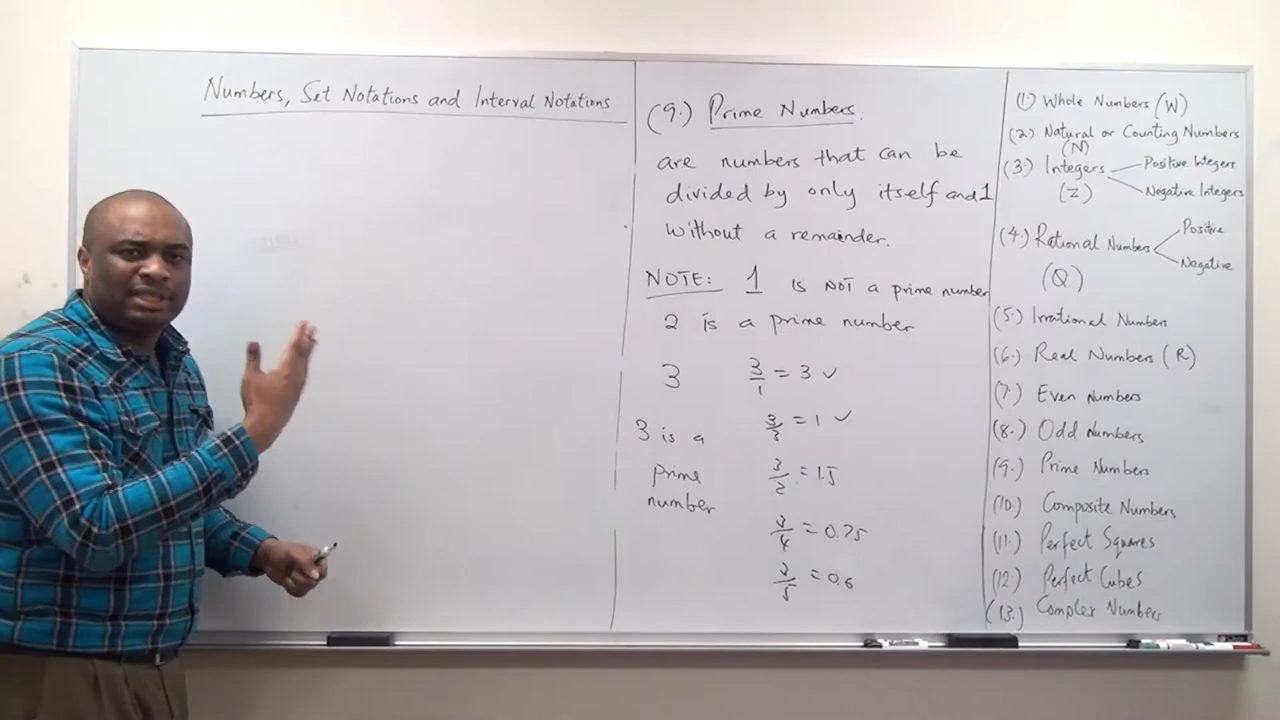 Numbers, Set Notations and Interval Notations
(9.) Prime Numbers.
are numbers that can be
divided by only itself and 1
without a remainder.
NOTE: 1 is NOT a prime number
2 is a prime number
3
3/1 = 3 ✓
3/3 = 1 ✓
3 is a
prime
number
3/2 = 1.5
3/4 = 0.75
3/5 = 0.6
(1) Whole Numbers (W)
(2) Natural or Counting Numbers
(N)
(3.) Integers
Positive Integers
Negative Integers
(Z)
(4.) Rational Numbers
Positive
Negative
(Q)
(5.) Irrational Numbers
(6.) Real Numbers (R)
(7.) Even Numbers
(8.) Odd Numbers
(9.) Prime Numbers
(10.) Composite Numbers
(11.) Perfect Squares
(12.) Perfect Cubes
(13.) Complex Numbers